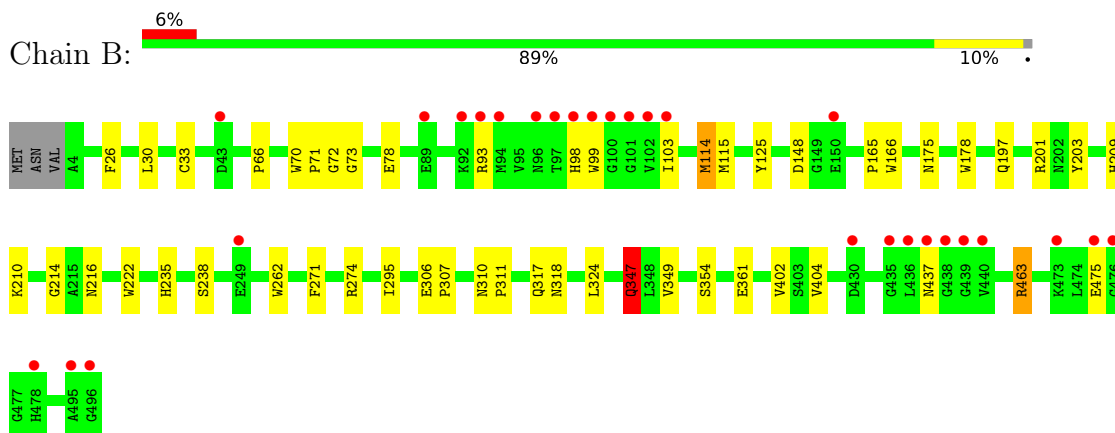 6%
Chain B:
89% 10% •
MET ASN VAL A4 F26 L30 C33 D43 P66 W70 P71 G72 G73 E78 E89 K92 R93 M94 V95 N96 T97 H98 W99 G100 G101 V102 I103 M114 M115 Y125 D148 G149 E150 P165 W166 N175 W178 Q197 R201 N202 Y203 H209
K210 G214 A215 N216 W222 H235 S238 E249 W262 F271 R274 I295 E306 P307 N310 P311 Q317 N318 L324 Q347 L348 V349 S354 E361 V402 S403 V404 D430 G435 L436 N437 G438 G439 V440 R463 K473 L474 E475 G476
G477 H478 A495 G496